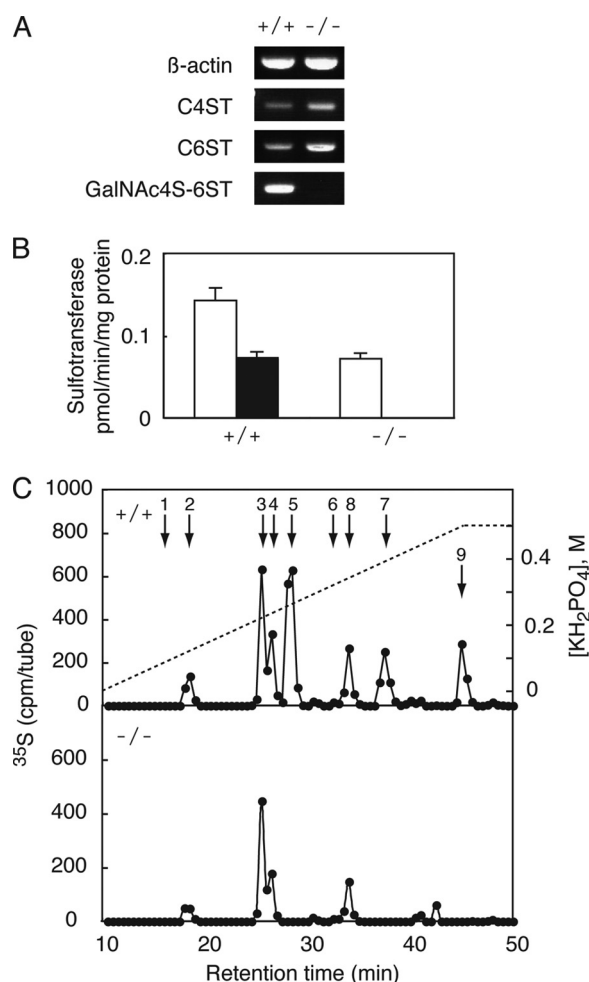 A
+/+ −/−
ß-actin
C4ST
C6ST
GalNAc4S-6ST
B
Sulfotransferase
pmol/min/mg protein
0.2
0.1
0
+/+ −/−
C
1000
800
600
400
200
0
+/+
1 2 3 4 5 6 8 7 9
0.4
0.2
0
[KH2PO4], M
35S (cpm/tube)
−/−
600
400
200
0
10 20 30 40 50
Retention time (min)